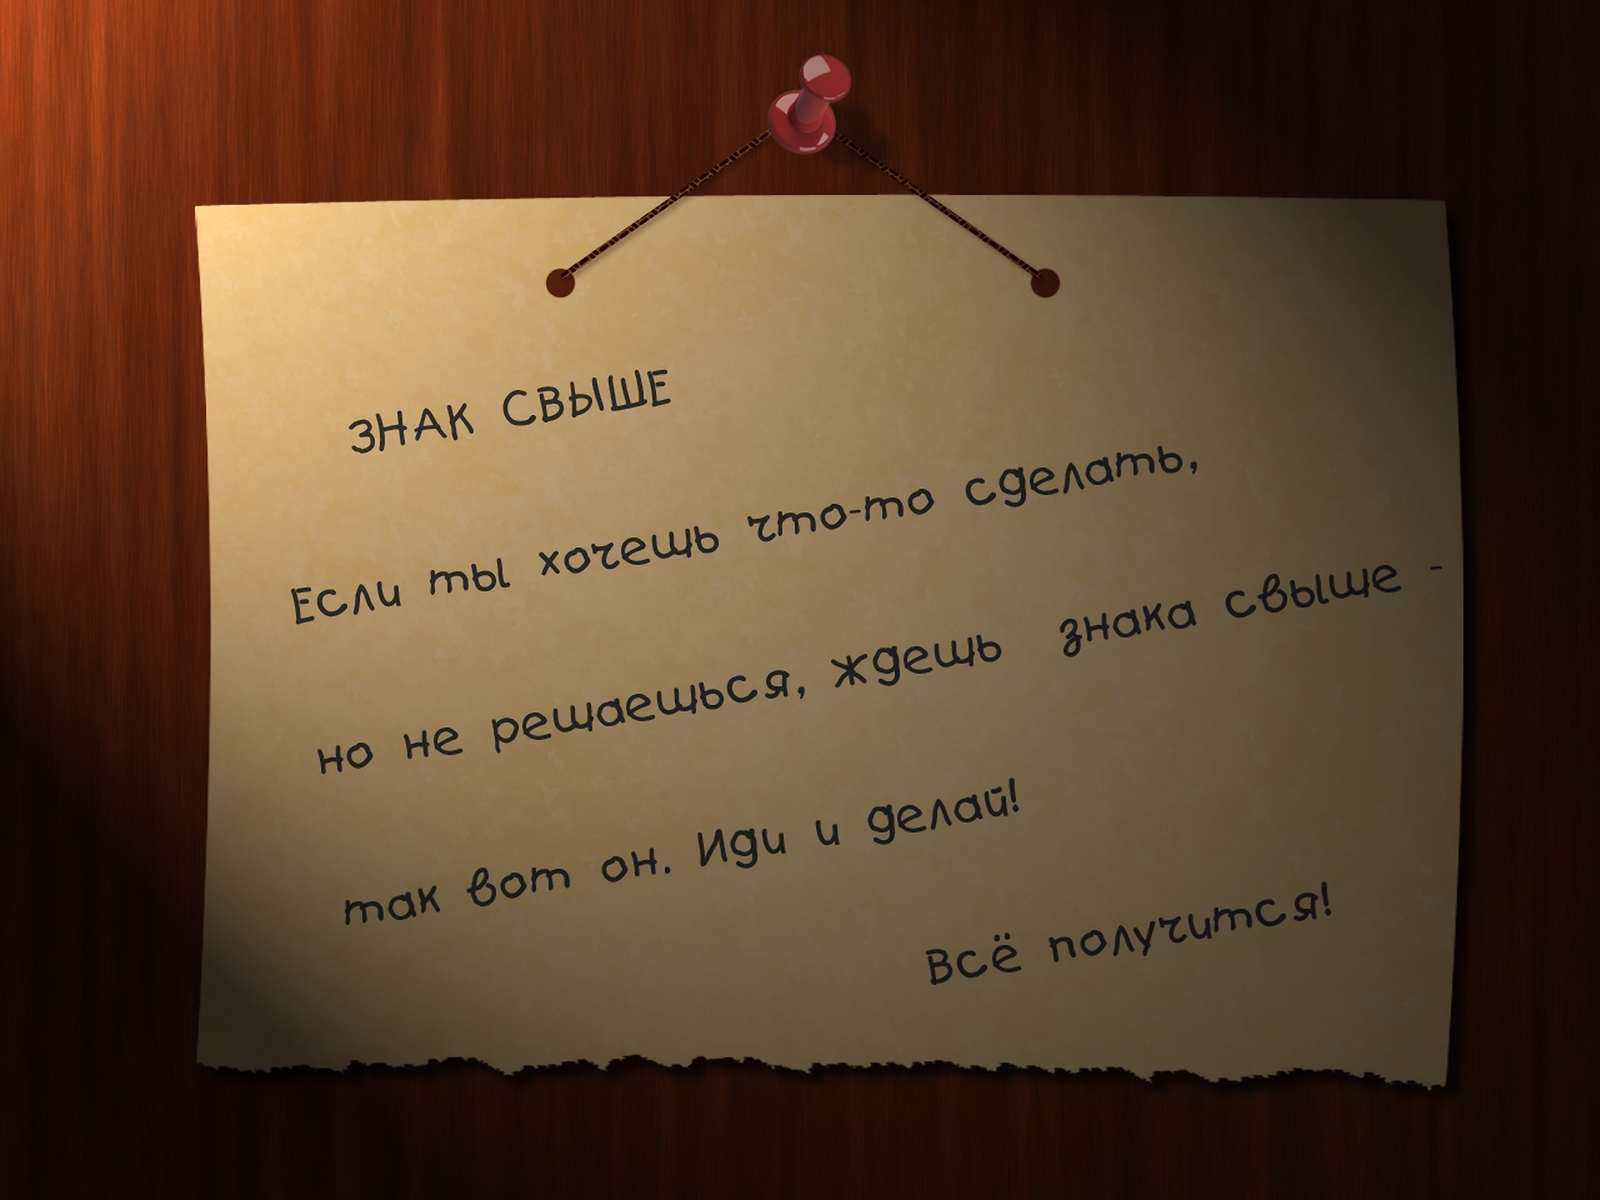 ЗНАК СВЫШЕ
Если ты хочешь что-то сделать,
но не решаешься, ждешь знака свыше -
так вот он. Иди и делай!
Всё получится!